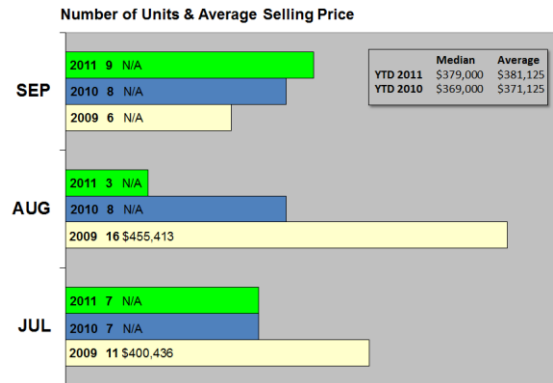 Number of Units & Average Selling Price
Median Average
YTD 2011 $379,000 $381,125
YTD 2010 $369,000 $371,125
SEP
2011 9 N/A
2010 8 N/A
2009 6 N/A
AUG
2011 3 N/A
2010 8 N/A
2009 16 $455,413
JUL
2011 7 N/A
2010 7 N/A
2009 11 $400,436